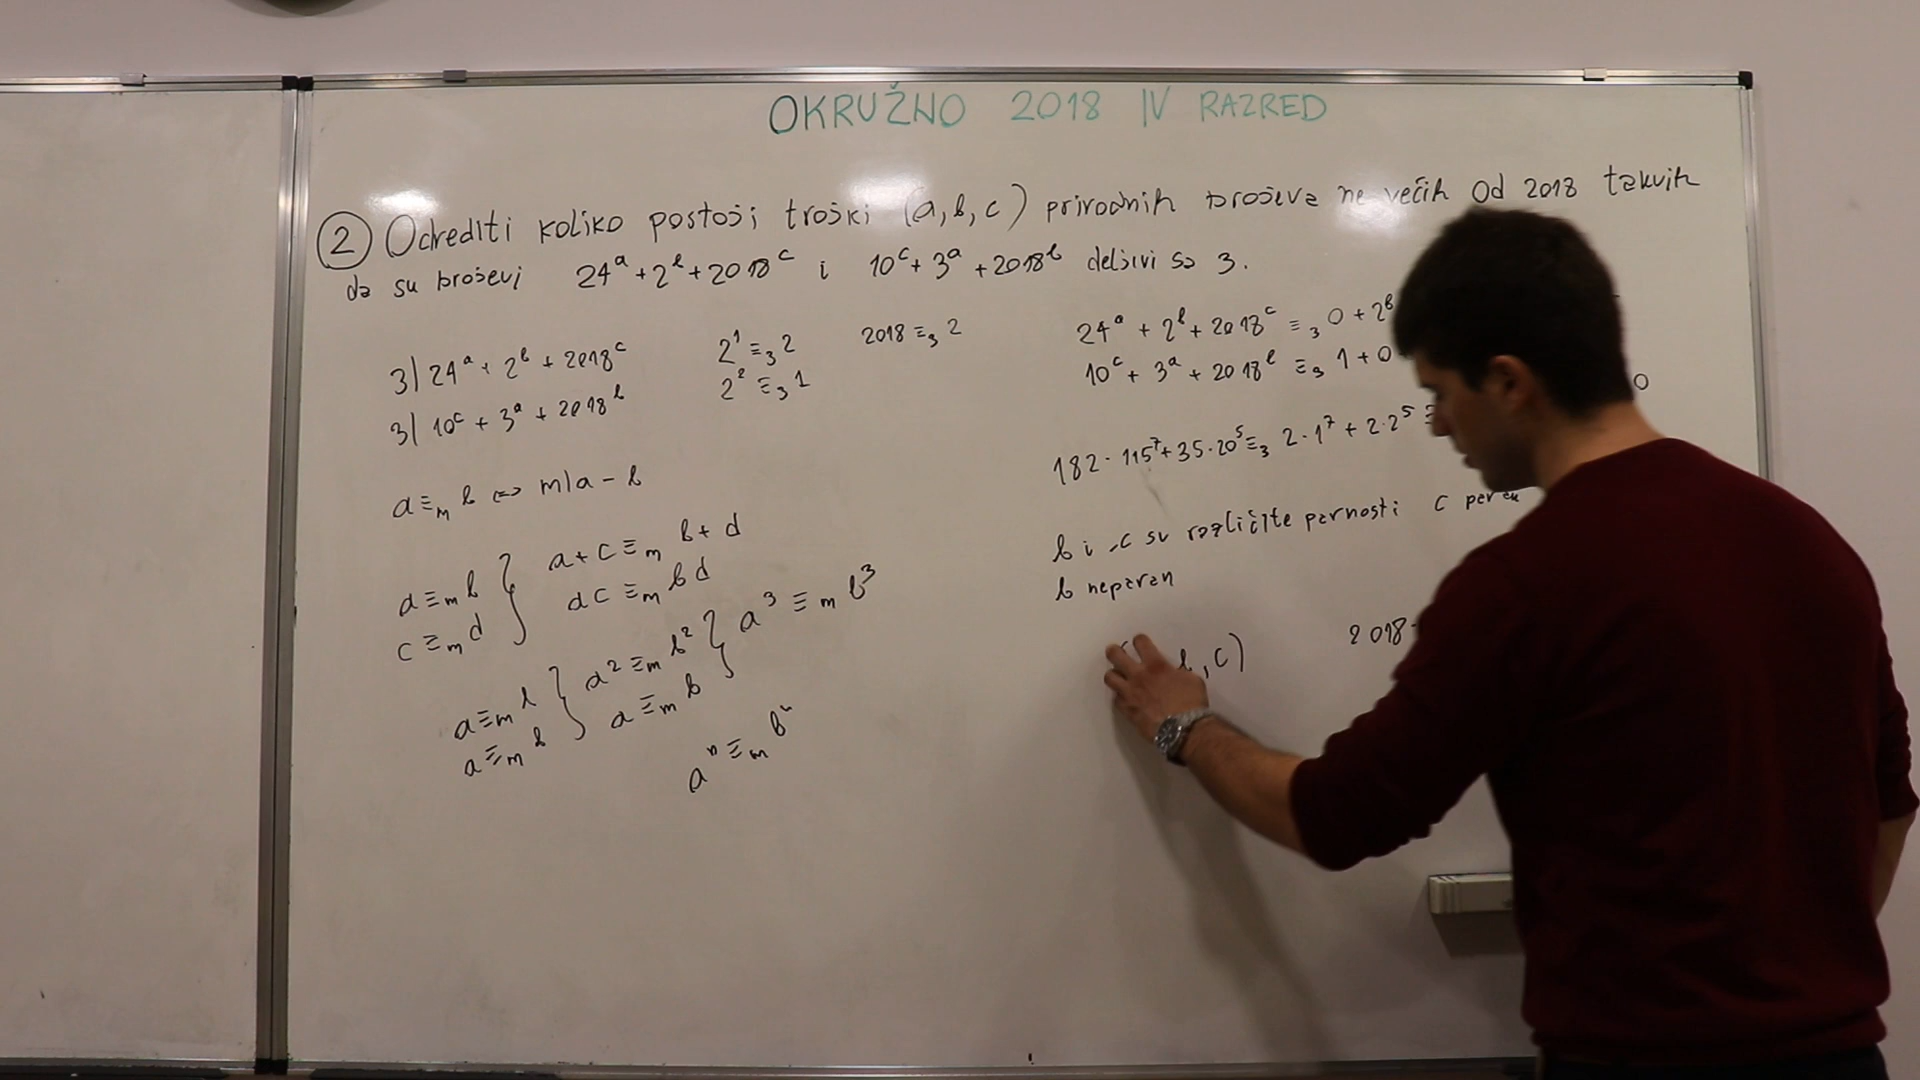 OKRUŽNO 2018 IV RAZRED
② Odrediti koliko postoji trojki (a, b, c) prirodnih brojeva ne većih od 2018 takvih
da su brojevi 24^a + 2^b + 2018^c i 10^c + 3^a + 2018^b deljivi sa 3.
3 | 24^a + 2^b + 2018^c
3 | 10^c + 3^a + 2018^b
2^1 ≡_3 2
2^2 ≡_3 1
2018 ≡_3 2
a ≡_m b ⇔ m | a - b
a ≡_m b
c ≡_m d
a + c ≡_m b + d
ac ≡_m bd
a ≡_m b
a ≡_m b
a^2 ≡_m b^2
a ≡_m b
a^3 ≡_m b^3
a^n ≡_m b^n
24^a + 2^b + 2018^c ≡_3 0 + 2^b
10^c + 3^a + 2018^b ≡_3 1 + 0
0
182 · 115^7 + 35 · 20^5 ≡_3 2 · 1^7 + 2 · 2^5
b i c su različite parnosti c paran
b neparan
b, c)
2018